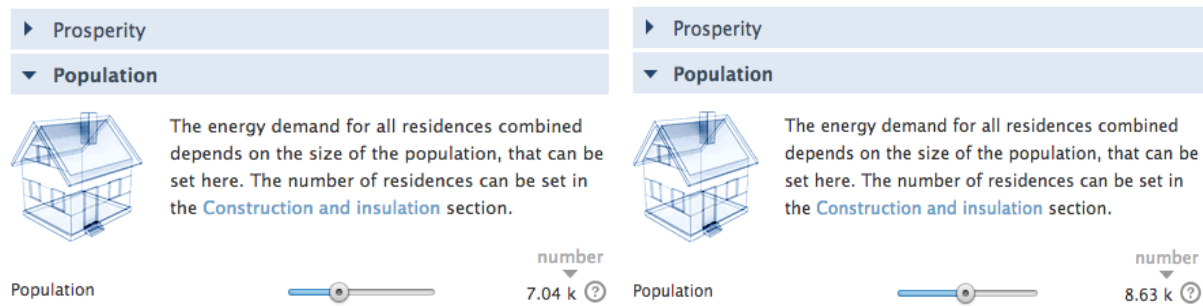 Prosperity
Population
The energy demand for all residences combined
depends on the size of the population, that can be
set here. The number of residences can be set in
the Construction and insulation section.
number
Population
7.04 k ?
Prosperity
Population
The energy demand for all residences combined
depends on the size of the population, that can be
set here. The number of residences can be set in
the Construction and insulation section.
number
Population
8.63 k ?